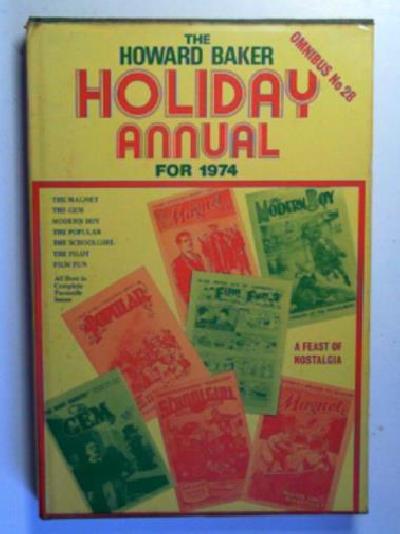 THE
HOWARD BAKER
OMNIBUS No 28
HOLIDAY
ANNUAL
FOR 1974
THE MAGNET
THE GEM
MODERN BOY
THE POPULAR
THE SCHOOLGIRL
THE PILOT
FILM FUN
All Here in
Complete
Facsimile
Issues
Magnet
MODERN BOY
POPULAR
FILM FUN
A FEAST OF
NOSTALGIA
The GEM
SCHOOLGIRL
Magnet